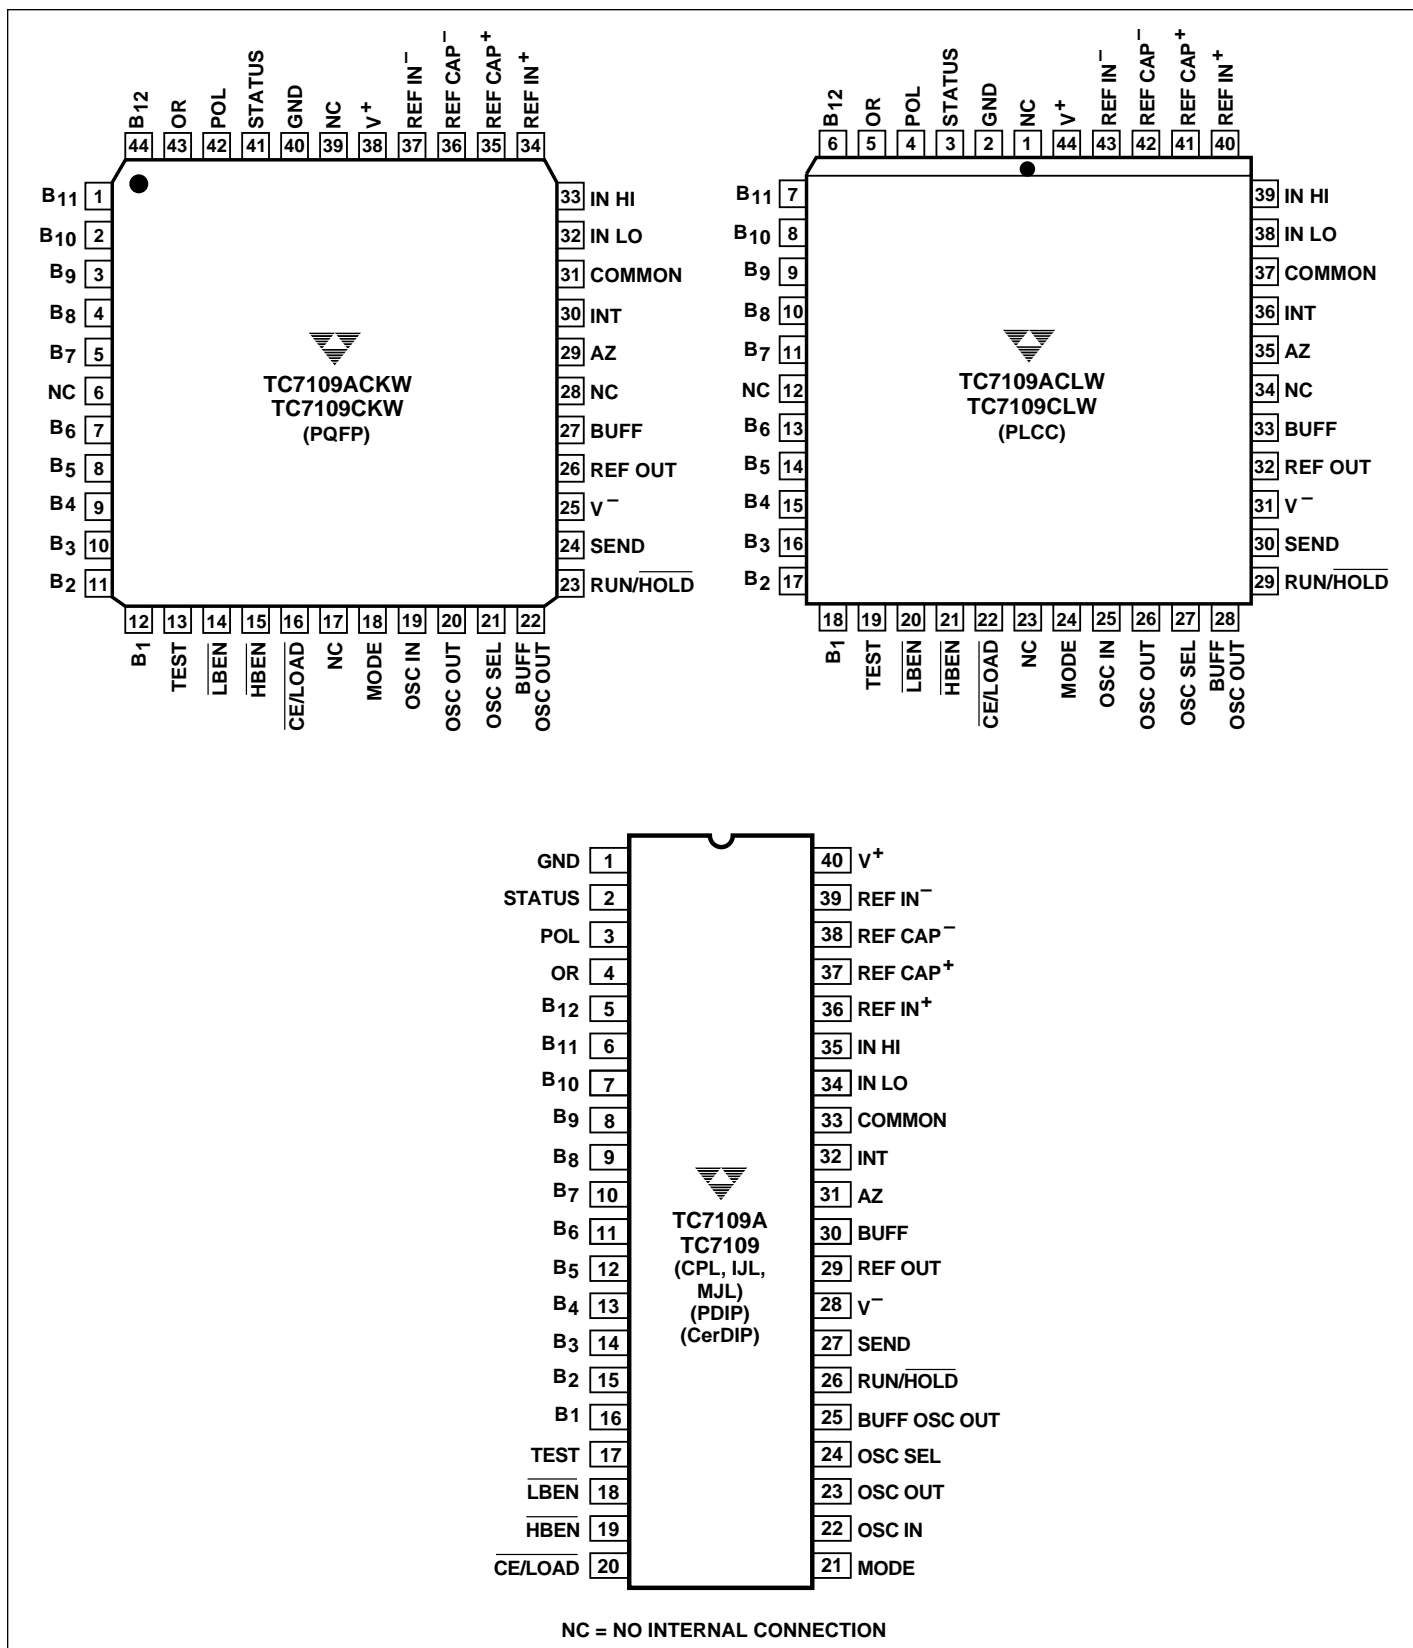 B12 OR POL STATUS GND NC V+ REF IN– REF CAP– REF CAP+ REF IN+
44 43 42 41 40 39 38 37 36 35 34
B11 1 33 IN HI
B10 2 32 IN LO
B9 3 31 COMMON
B8 4 30 INT
B7 5 29 AZ
NC 6 28 NC
B6 7 27 BUFF
B5 8 26 REF OUT
B4 9 25 V–
B3 10 24 SEND
B2 11 23 RUN/HOLD
TC7109ACKW
TC7109CKW
(PQFP)
12 13 14 15 16 17 18 19 20 21 22
B1 TEST LBEN HBEN CE/LOAD NC MODE OSC IN OSC OUT OSC SEL BUFF OSC OUT
B12 OR POL STATUS GND NC V+ REF IN– REF CAP– REF CAP+ REF IN+
6 5 4 3 2 1 44 43 42 41 40
B11 7 39 IN HI
B10 8 38 IN LO
B9 9 37 COMMON
B8 10 36 INT
B7 11 35 AZ
NC 12 34 NC
B6 13 33 BUFF
B5 14 32 REF OUT
B4 15 31 V–
B3 16 30 SEND
B2 17 29 RUN/HOLD
TC7109ACLW
TC7109CLW
(PLCC)
18 19 20 21 22 23 24 25 26 27 28
B1 TEST LBEN HBEN CE/LOAD NC MODE OSC IN OSC OUT OSC SEL BUFF OSC OUT
GND 1 40 V+
STATUS 2 39 REF IN–
POL 3 38 REF CAP–
OR 4 37 REF CAP+
B12 5 36 REF IN+
B11 6 35 IN HI
B10 7 34 IN LO
B9 8 33 COMMON
B8 9 32 INT
B7 10 31 AZ
B6 11 30 BUFF
B5 12 29 REF OUT
B4 13 28 V–
B3 14 27 SEND
B2 15 26 RUN/HOLD
B1 16 25 BUFF OSC OUT
TEST 17 24 OSC SEL
LBEN 18 23 OSC OUT
HBEN 19 22 OSC IN
CE/LOAD 20 21 MODE
TC7109A
TC7109
(CPL, IJL,
MJL)
(PDIP)
(CerDIP)
NC = NO INTERNAL CONNECTION